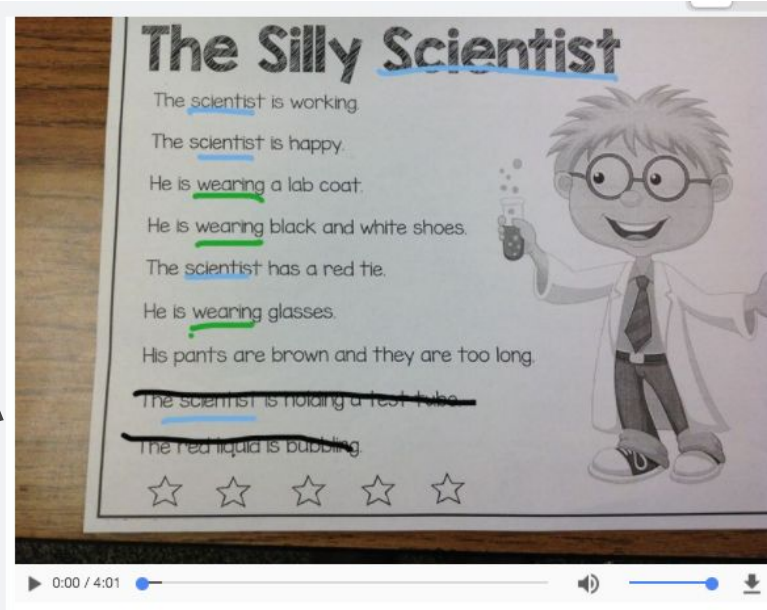 The Silly Scientist
The scientist is working.
The scientist is happy.
He is wearing a lab coat.
He is wearing black and white shoes.
The scientist has a red tie.
He is wearing glasses.
His pants are brown and they are too long.
The scientist is holding a test tube.
The red liquid is bubbling.
0:00 / 4:01